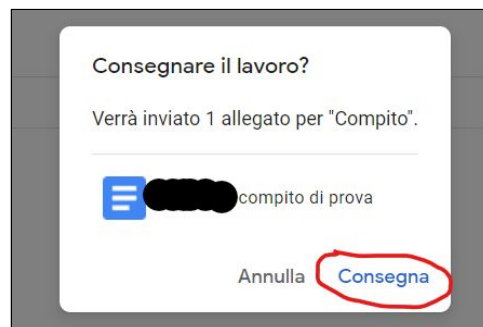 Consegnare il lavoro?
Verrà inviato 1 allegato per "Compito".
compito di prova
Annulla Consegna